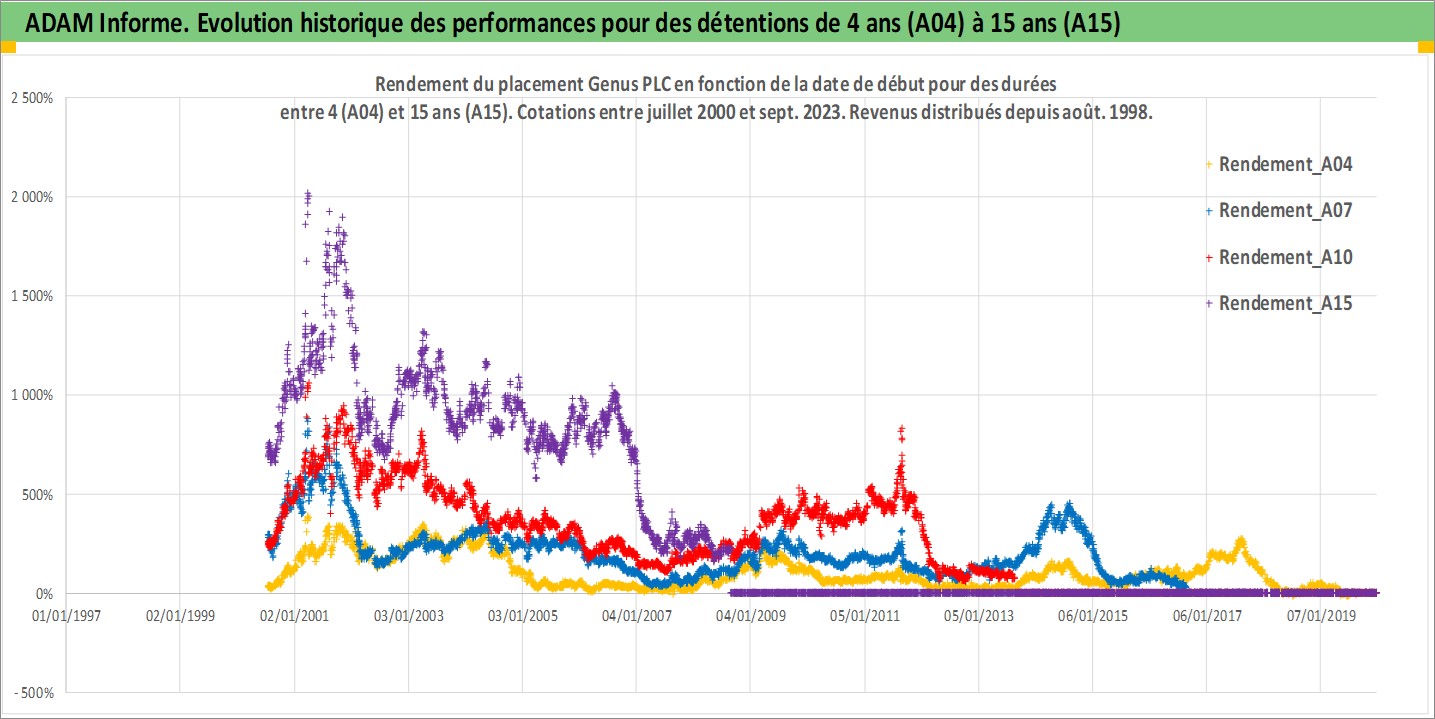 ADAM Informe. Evolution historique des performances pour des détentions de 4 ans (A04) à 15 ans (A15)
Rendement du placement Genus PLC en fonction de la date de début pour des durées
entre 4 (A04) et 15 ans (A15). Cotations entre juillet 2000 et sept. 2023. Revenus distribués depuis août. 1998.
2 500%
2 000%
1 500%
1 000%
500%
0%
-500%
Rendement_A04
Rendement_A07
Rendement_A10
Rendement_A15
01/01/1997
02/01/1999
02/01/2001
03/01/2003
03/01/2005
04/01/2007
04/01/2009
05/01/2011
05/01/2013
06/01/2015
06/01/2017
07/01/2019